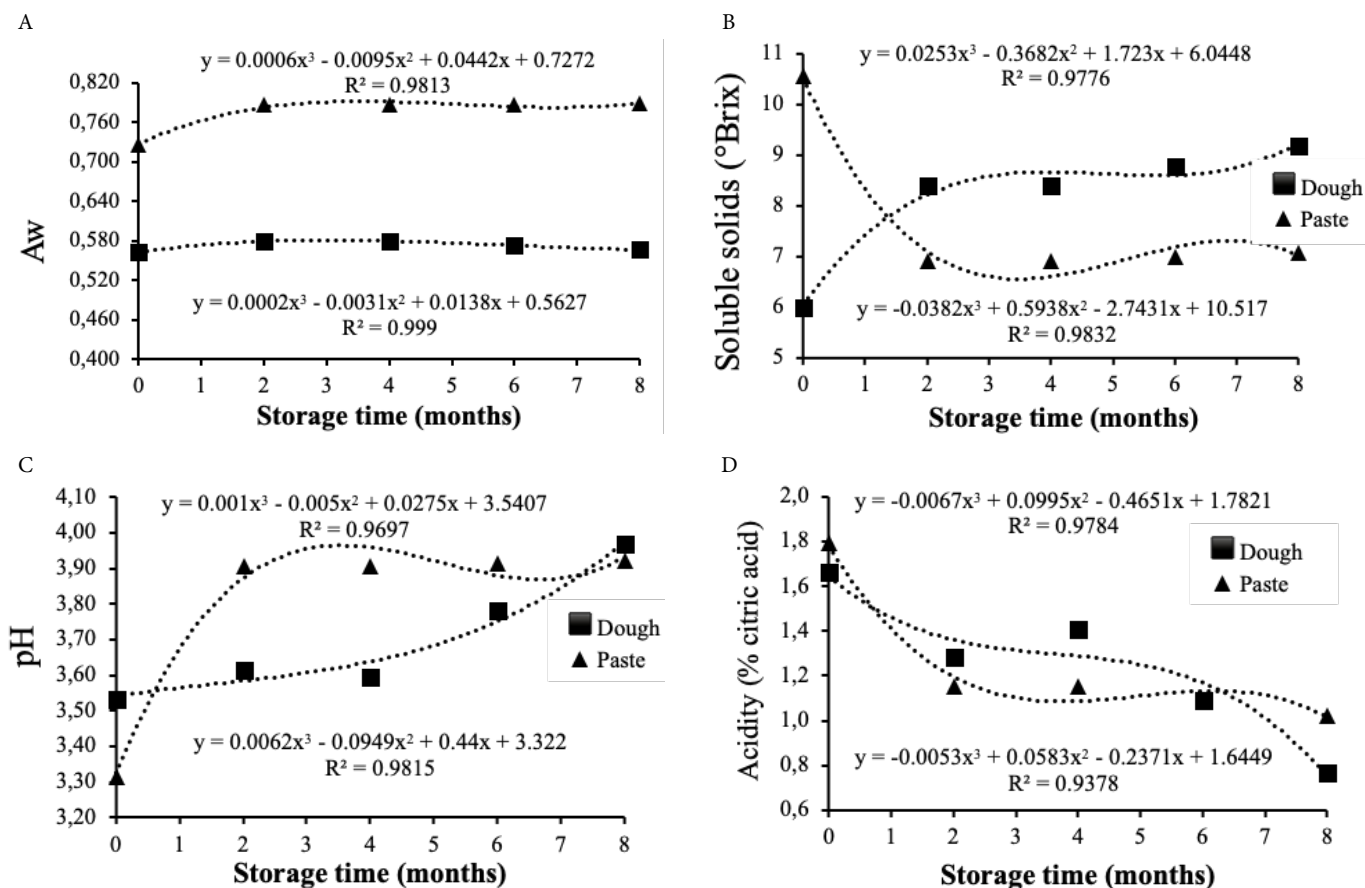 A
y = 0.0006x³ - 0.0095x² + 0.0442x + 0.7272
R² = 0.9813
0,820
0,760
0,700
0,640
0,580
0,520
0,460
0,400
Aw
y = 0.0002x³ - 0.0031x² + 0.0138x + 0.5627
R² = 0.999
0 1 2 3 4 5 6 7 8
Storage time (months)
B
y = 0.0253x³ - 0.3682x² + 1.723x + 6.0448
R² = 0.9776
11
10
9
8
7
6
5
Soluble solids (°Brix)
Dough
Paste
y = -0.0382x³ + 0.5938x² - 2.7431x + 10.517
R² = 0.9832
0 1 2 3 4 5 6 7 8
Storage time (months)
C
y = 0.001x³ - 0.005x² + 0.0275x + 3.5407
R² = 0.9697
4,10
4,00
3,90
3,80
3,70
3,60
3,50
3,40
3,30
3,20
pH
Dough
Paste
y = 0.0062x³ - 0.0949x² + 0.44x + 3.322
R² = 0.9815
0 1 2 3 4 5 6 7 8
Storage time (months)
D
y = -0.0067x³ + 0.0995x² - 0.4651x + 1.7821
R² = 0.9784
2,0
1,8
1,6
1,4
1,2
1,0
0,8
0,6
Acidity (% citric acid)
Dough
Paste
y = -0.0053x³ + 0.0583x² - 0.2371x + 1.6449
R² = 0.9378
0 1 2 3 4 5 6 7 8
Storage time (months)